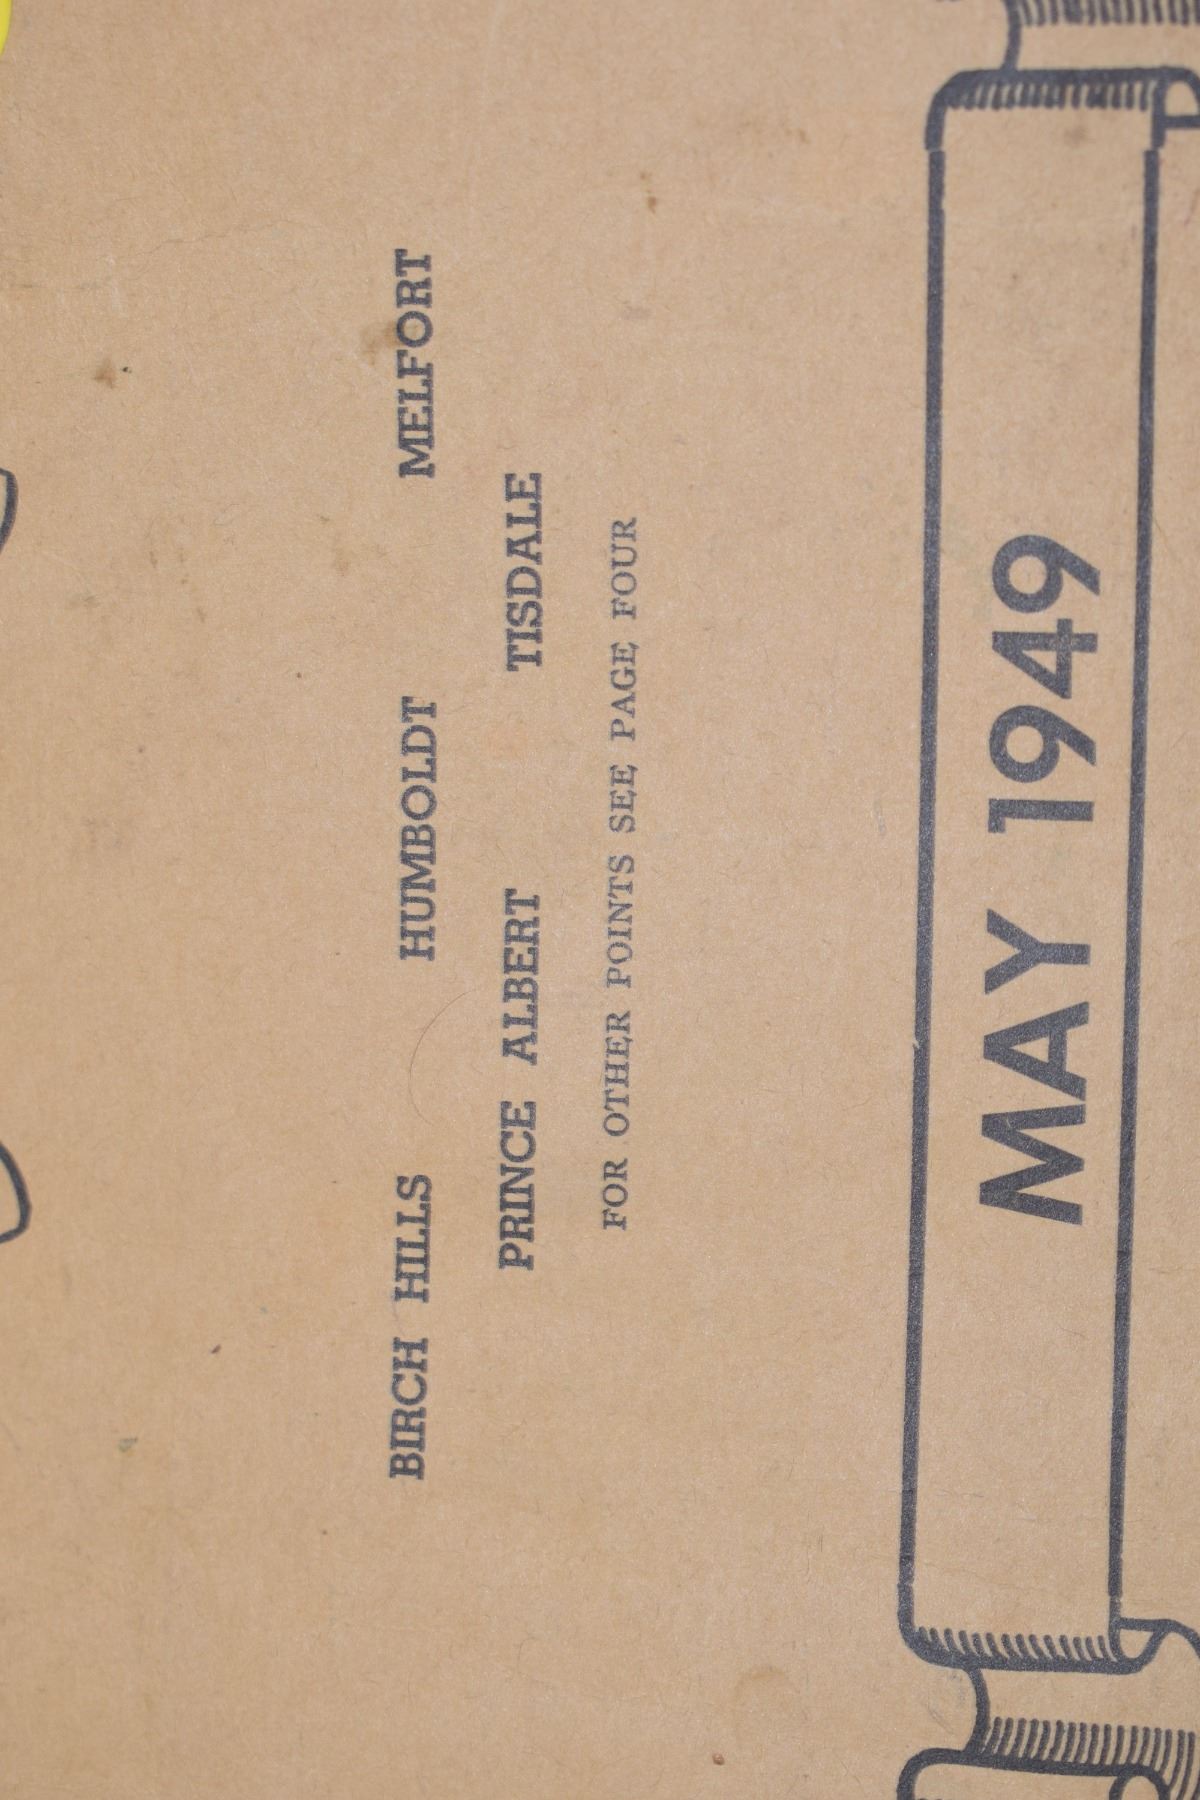 BIRCH HILLS HUMBOLDT MELFORT
PRINCE ALBERT TISDALE
FOR OTHER POINTS SEE PAGE FOUR
MAY 1949